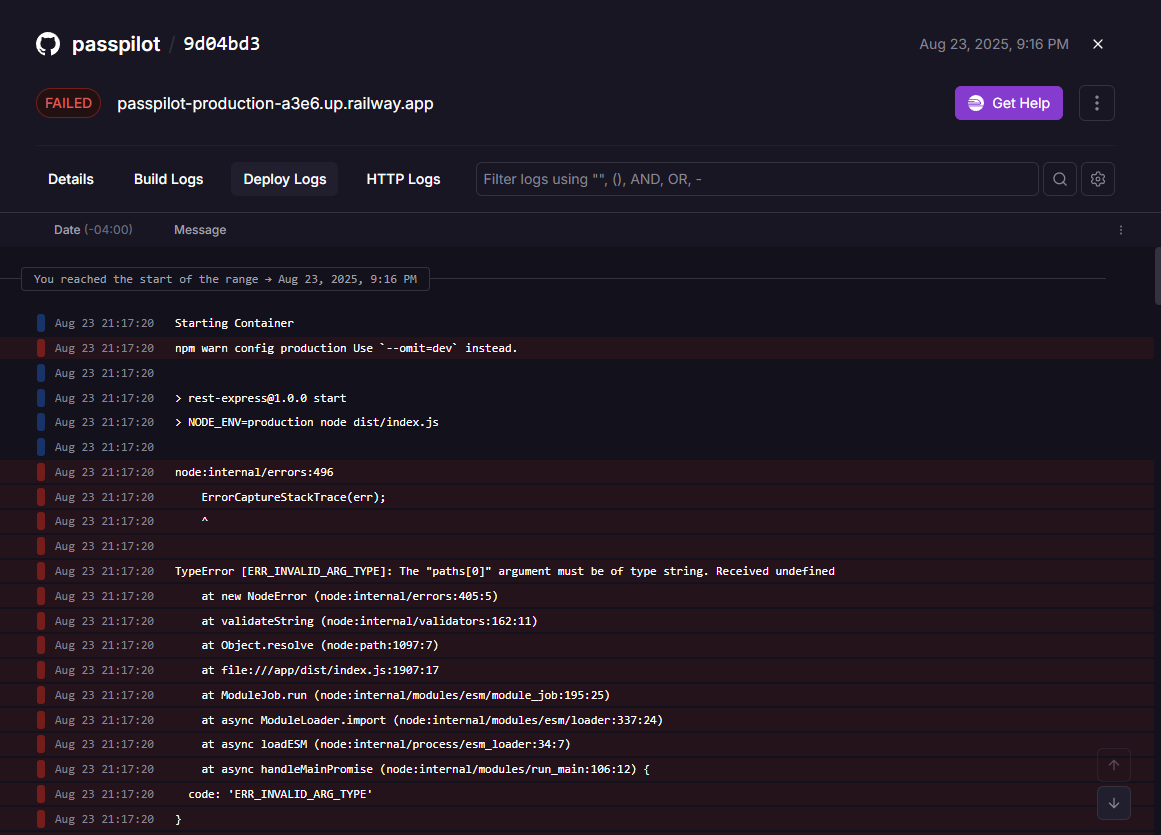 passpilot / 9d04bd3
Aug 23, 2025, 9:16 PM
FAILED passpilot-production-a3e6.up.railway.app
Get Help
Details Build Logs Deploy Logs HTTP Logs Filter logs using "", (), AND, OR, -
Date (-04:00) Message
You reached the start of the range → Aug 23, 2025, 9:16 PM
Aug 23 21:17:20 Starting Container
Aug 23 21:17:20 npm warn config production Use `--omit=dev` instead.
Aug 23 21:17:20
Aug 23 21:17:20 > rest-express@1.0.0 start
Aug 23 21:17:20 > NODE_ENV=production node dist/index.js
Aug 23 21:17:20
Aug 23 21:17:20 node:internal/errors:496
Aug 23 21:17:20     ErrorCaptureStackTrace(err);
Aug 23 21:17:20     ^
Aug 23 21:17:20
Aug 23 21:17:20 TypeError [ERR_INVALID_ARG_TYPE]: The "paths[0]" argument must be of type string. Received undefined
Aug 23 21:17:20     at new NodeError (node:internal/errors:405:5)
Aug 23 21:17:20     at validateString (node:internal/validators:162:11)
Aug 23 21:17:20     at Object.resolve (node:path:1097:7)
Aug 23 21:17:20     at file:///app/dist/index.js:1907:17
Aug 23 21:17:20     at ModuleJob.run (node:internal/modules/esm/module_job:195:25)
Aug 23 21:17:20     at async ModuleLoader.import (node:internal/modules/esm/loader:337:24)
Aug 23 21:17:20     at async loadESM (node:internal/process/esm_loader:34:7)
Aug 23 21:17:20     at async handleMainPromise (node:internal/modules/run_main:106:12) {
Aug 23 21:17:20   code: 'ERR_INVALID_ARG_TYPE'
Aug 23 21:17:20 }